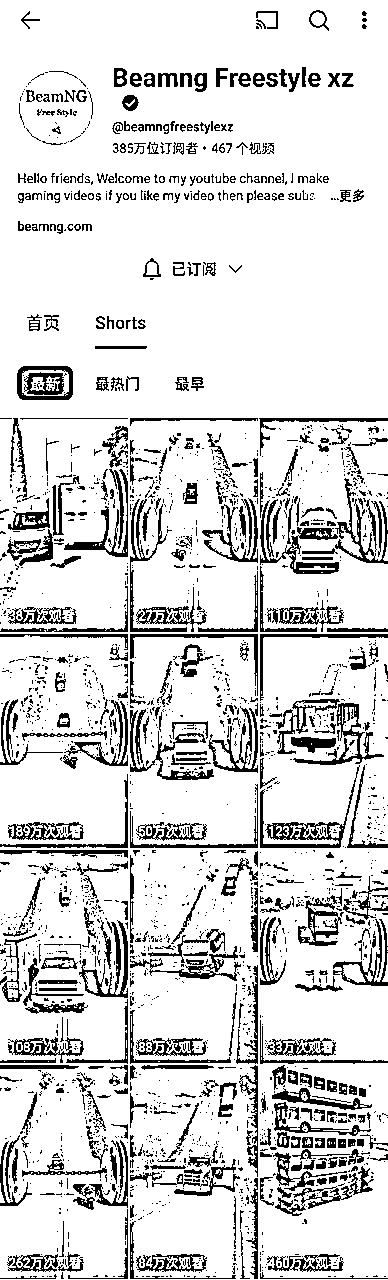 Beamng Freestyle xz
BeamNG
Free Style
@beamngfreestylexz
385万位订阅者 • 467 个视频
Hello friends, Welcome to my youtube channel, I make
gaming videos if you like my video then please subs ...更多
beamng.com
已订阅
首页 Shorts
最新 最热门 最早
38万次观看 27万次观看 110万次观看
189万次观看 50万次观看 123万次观看
108万次观看 88万次观看 33万次观看
262万次观看 84万次观看 460万次观看